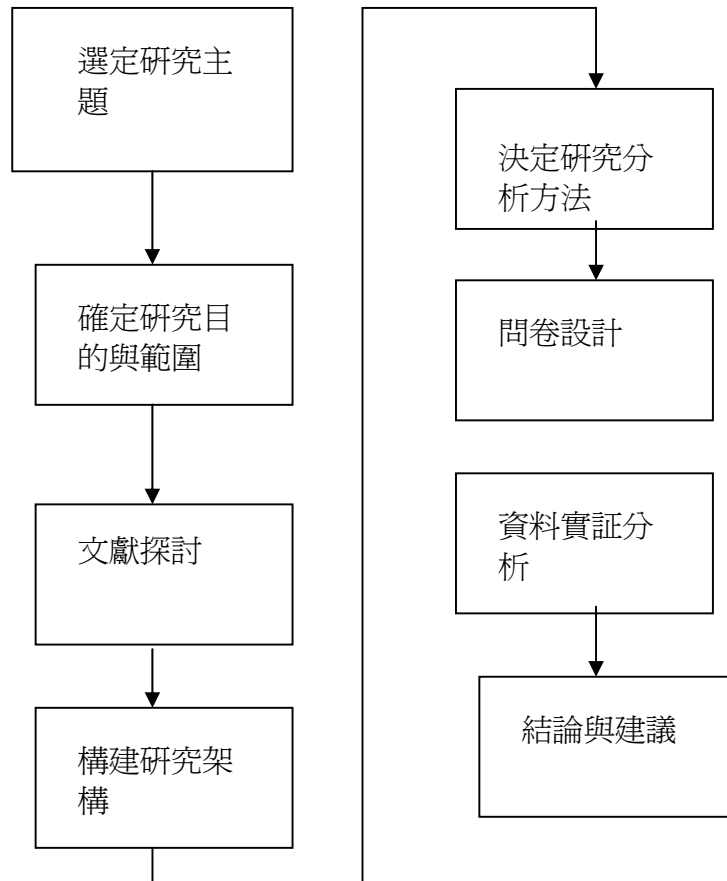 選定研究主
題
確定研究目
的與範圍
文獻探討
構建研究架
構
決定研究分
析方法
問卷設計
資料實証分
析
結論與建議